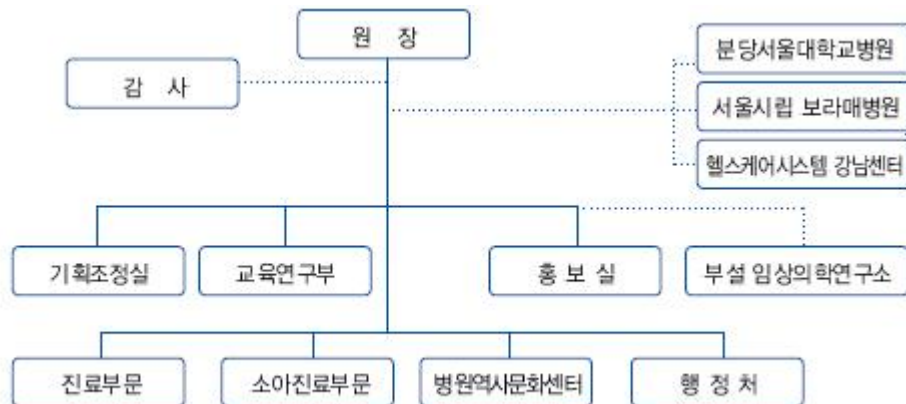 원 장
분당서울대학교병원
감 사
서울시립 보라매병원
헬스케어시스템 강남센터
기획조정실
교육연구부
홍 보 실
부설 임상의학연구소
진료부문
소아진료부문
병원역사문화센터
행 정 처